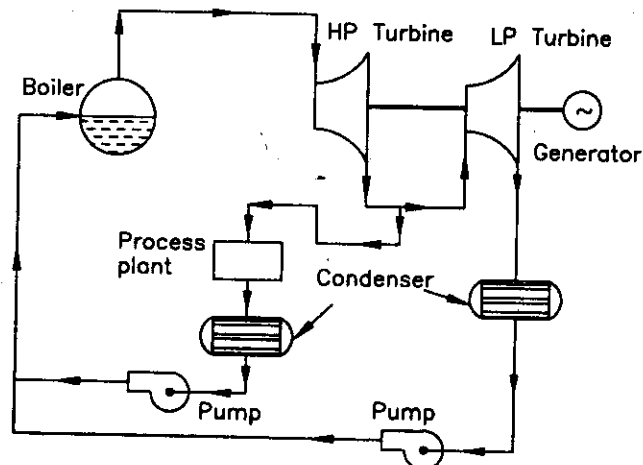 HP Turbine
LP Turbine
Boiler
~
Generator
Process
plant
Condenser
Pump
Pump